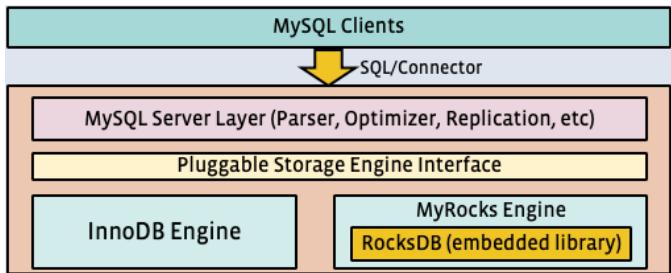 MySQL Clients
SQL/Connector
MySQL Server Layer (Parser, Optimizer, Replication, etc)
Pluggable Storage Engine Interface
InnoDB Engine
MyRocks Engine
RocksDB (embedded library)